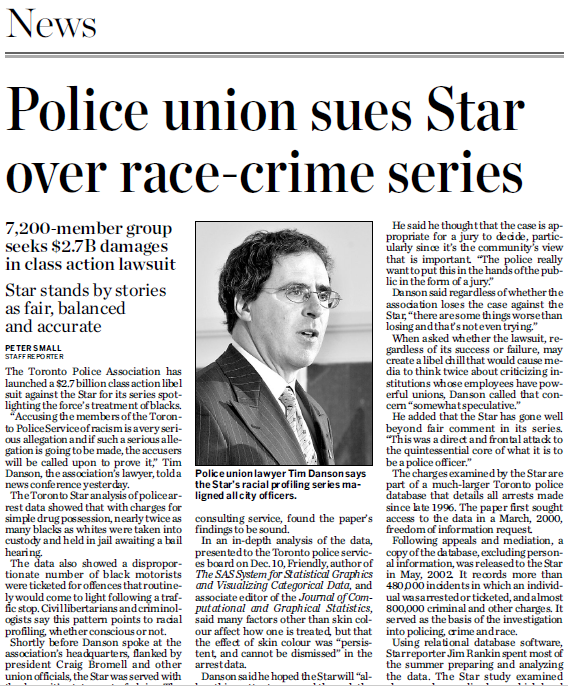 News
Police union sues Star
over race-crime series
7,200-member group
seeks $2.7B damages
in class action lawsuit
Star stands by stories
as fair, balanced
and accurate
PETER SMALL
STAFF REPORTER
The Toronto Police Association has
launched a $2.7 billion class action libel
suit against the Star for its series spot-
lighting the force's treatment of blacks.
“Accusing the members of the Toron-
to Police Service of racism is a very seri-
ous allegation and if such a serious alle-
gation is going to be made, the accusers
will be called upon to prove it,” Tim
Danson, the association's lawyer, told a
news conference yesterday.
The Toronto Star analysis of police ar-
rest data showed that with charges for
simple drug possession, nearly twice as
many blacks as whites were taken into
custody and held in jail awaiting a bail
hearing.
The data also showed a dispropor-
tionate number of black motorists
were ticketed for offences that routine-
ly would come to light following a traf-
fic stop. Civil libertarians and criminol-
ogists say this pattern points to racial
profiling, whether conscious or not.
Shortly before Danson spoke at the
association's headquarters, flanked by
president Craig Bromell and other
union officials, the Star was served with
Police union lawyer Tim Danson says
the Star's racial profiling series ma-
ligned all city officers.
consulting service, found the paper's
findings to be sound.
In an in-depth analysis of the data,
presented to the Toronto police servic-
es board on Dec. 10, Friendly, author of
The SAS System for Statistical Graphics
and Visualizing Categorical Data, and
associate editor of the Journal of Com-
putational and Graphical Statistics,
said many factors other than skin col-
our affect how one is treated, but that
the effect of skin colour was “persis-
tent, and cannot be dismissed” in the
arrest data.
Danson said he hoped the Star will “al-
He said he thought that the case is ap-
propriate for a jury to decide, partic-
ularly since it's the community's view
that is important. “The police really
want to put this in the hands of the pub-
lic in the form of a jury.”
Danson said regardless of whether the
association loses the case against the
Star, “there are some things worse than
losing and that's not even trying.”
When asked whether the lawsuit, re-
gardless of its success or failure, may
create a libel chill that would cause me-
dia to think twice about criticizing in-
stitutions whose employees have pow-
erful unions, Danson called that con-
cern “somewhat speculative.”
He added that the Star has gone well
beyond fair comment in its series.
“This was a direct and frontal attack to
the quintessential core of what it is to
be a police officer.”
The charges examined by the Star are
part of a much-larger Toronto police
database that details all arrests made
since late 1996. The paper first sought
access to the data in a March, 2000,
freedom of information request.
Following appeals and mediation, a
copy of the database, excluding person-
al information, was released to the Star
in May, 2002. It records more than
480,000 incidents in which an individ-
ual was arrested or ticketed, and almost
800,000 criminal and other charges. It
served as the basis of the investigation
into policing, crime and race.
Using relational database software,
Star reporter Jim Rankin spent most of
the summer preparing and analyzing
the data. The Star study examined